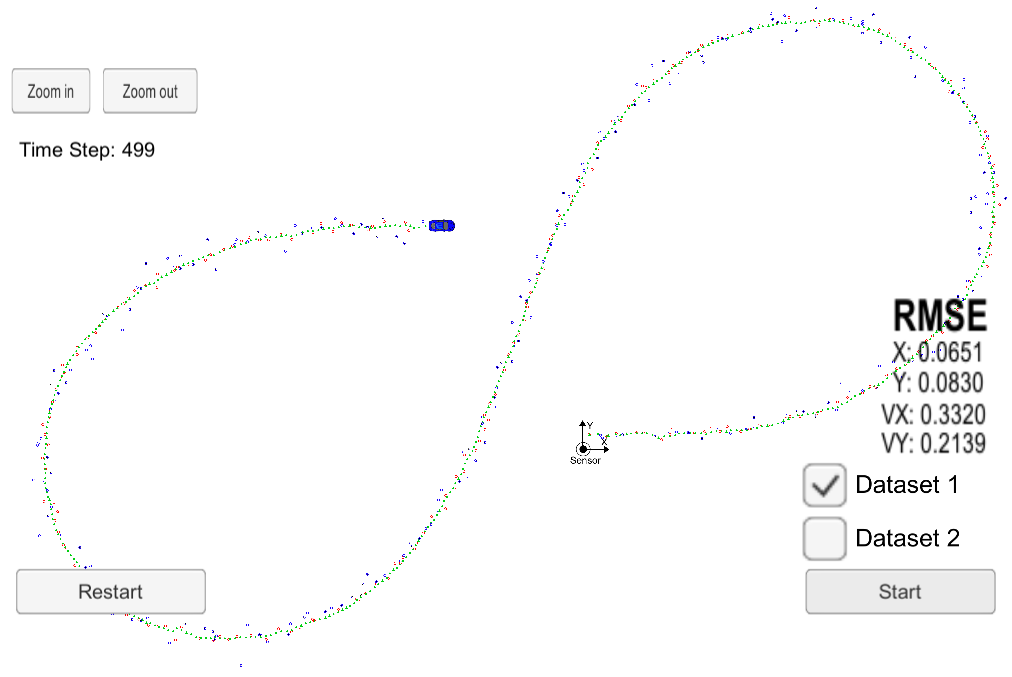 Zoom in
Zoom out
Time Step: 499
RMSE
X: 0.0651
Y: 0.0830
VX: 0.3320
VY: 0.2139
Y
X
Sensor
Dataset 1
Dataset 2
Restart
Start